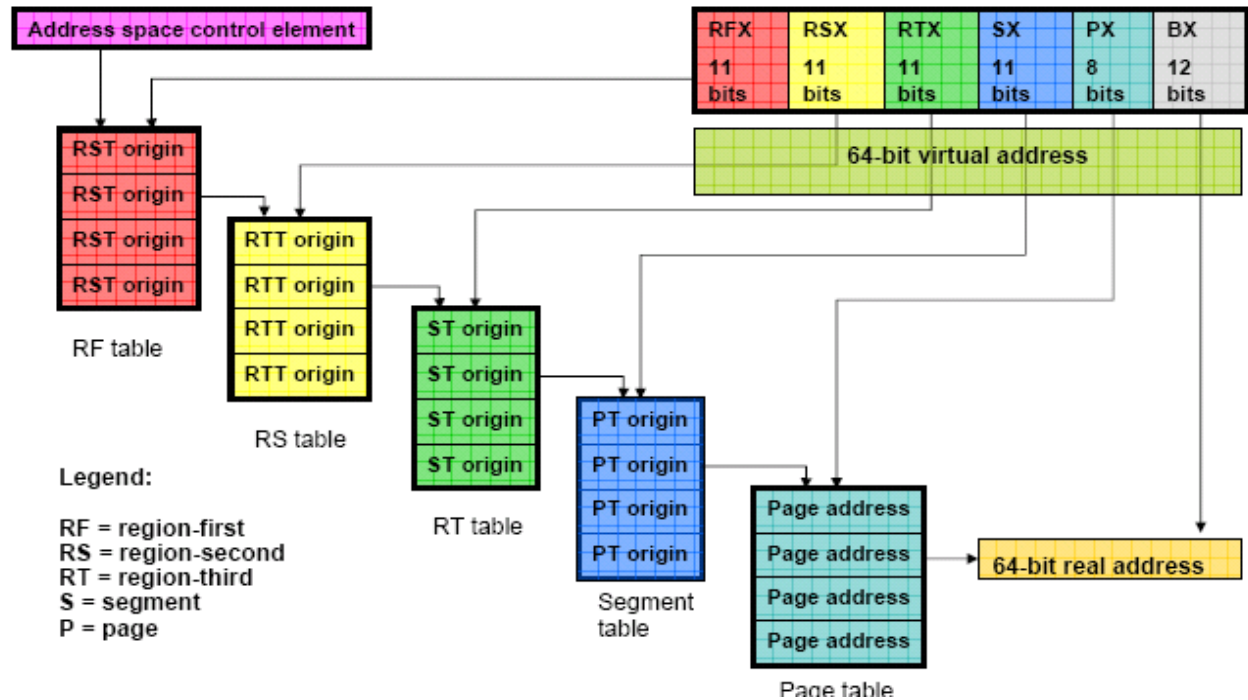 Address space control element
RFX RSX RTX SX PX BX
11 11 11 11 8 12
bits bits bits bits bits bits
64-bit virtual address
RST origin
RST origin
RST origin
RST origin
RF table
RTT origin
RTT origin
RTT origin
RTT origin
RS table
ST origin
ST origin
ST origin
ST origin
RT table
PT origin
PT origin
PT origin
PT origin
Segment
table
Page address
Page address
Page address
Page address
Page table
64-bit real address
Legend:
RF = region-first
RS = region-second
RT = region-third
S = segment
P = page